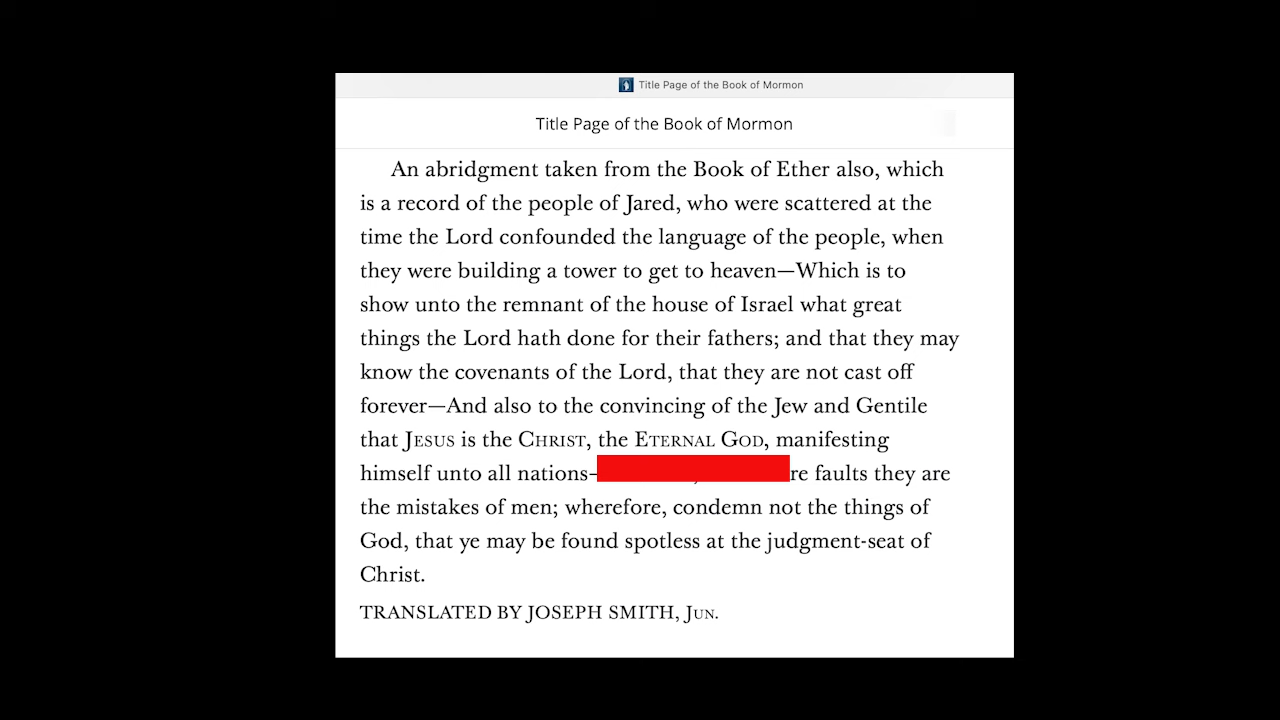 Title Page of the Book of Mormon
Title Page of the Book of Mormon
An abridgment taken from the Book of Ether also, which
is a record of the people of Jared, who were scattered at the
time the Lord confounded the language of the people, when
they were building a tower to get to heaven—Which is to
show unto the remnant of the house of Israel what great
things the Lord hath done for their fathers; and that they may
know the covenants of the Lord, that they are not cast off
forever—And also to the convincing of the Jew and Gentile
that JESUS is the CHRIST, the ETERNAL GOD, manifesting
himself unto all nations— faults they are
the mistakes of men; wherefore, condemn not the things of
God, that ye may be found spotless at the judgment-seat of
Christ.
TRANSLATED BY JOSEPH SMITH, JUN.